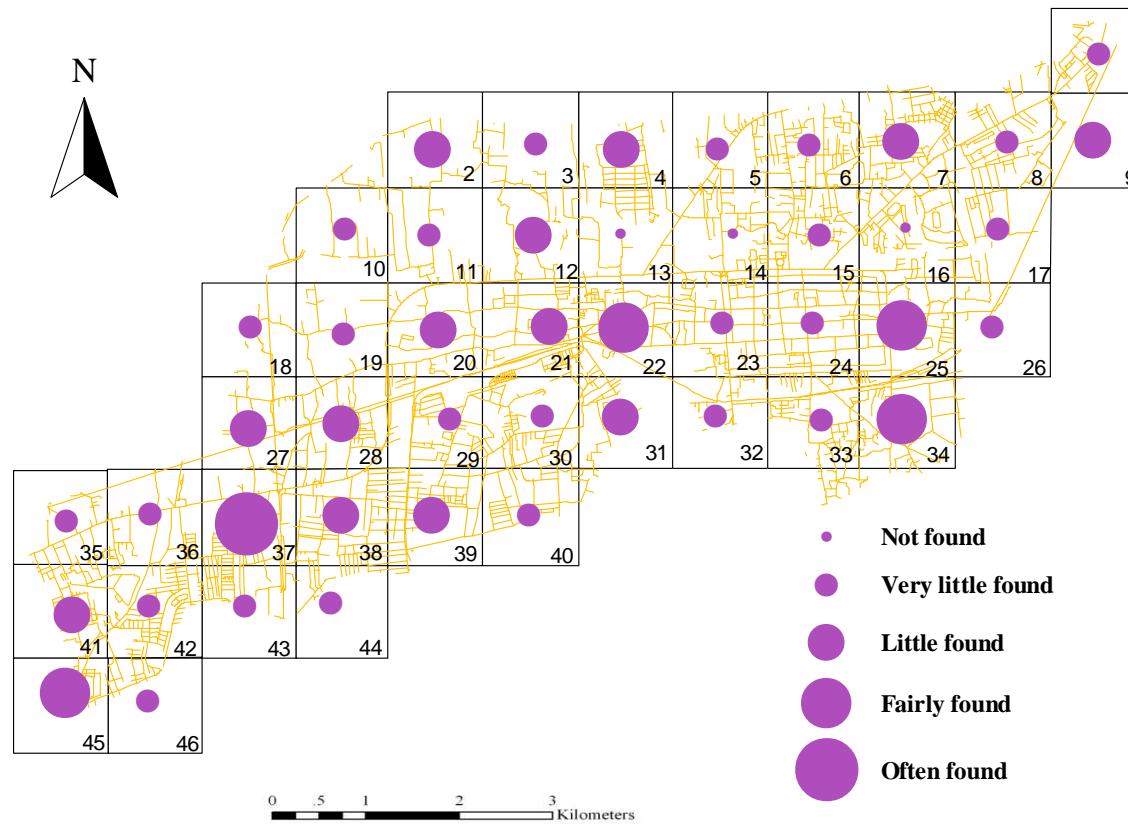 N
2 3 4 5 6 7 8 9
10 11 12 13 14 15 16 17
18 19 20 21 22 23 24 25 26
27 28 29 30 31 32 33 34
35 36 37 38 39 40
41 42 43 44
45 46
Not found
Very little found
Little found
Fairly found
Often found
0 .5 1 2 3
Kilometers